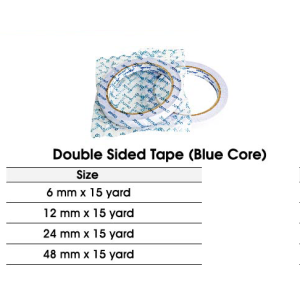 Double Sided Tape (Blue Core)
Size
6 mm x 15 yard
12 mm x 15 yard
24 mm x 15 yard
48 mm x 15 yard